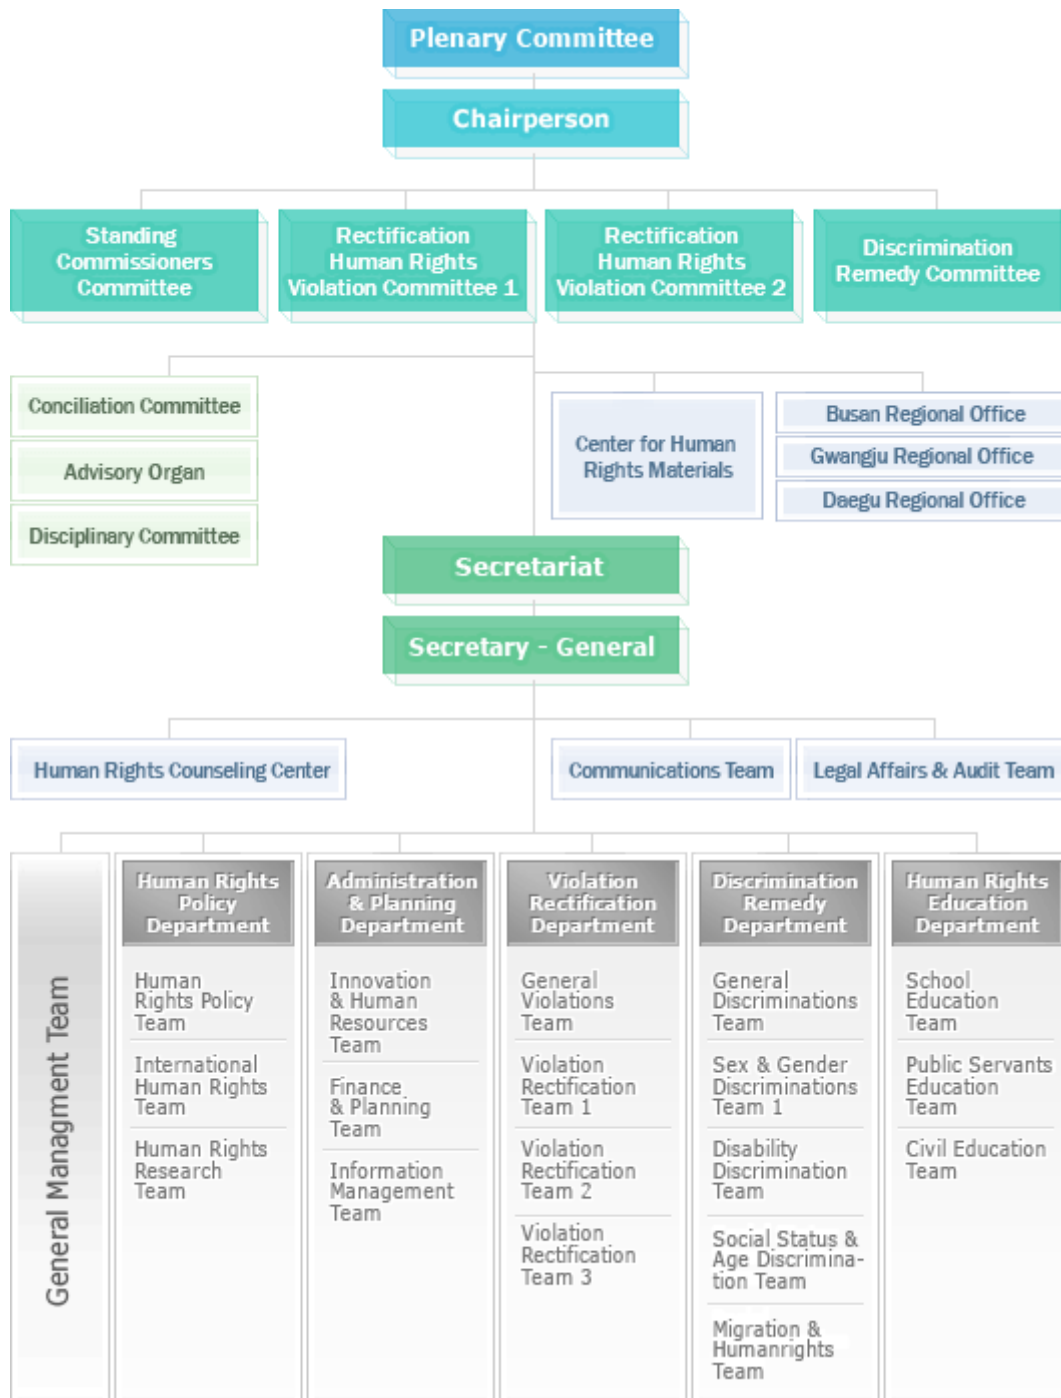 Plenary Committee
Chairperson
Standing
Commissioners
Committee
Rectification
Human Rights
Violation Committee 1
Rectification
Human Rights
Violation Committee 2
Discrimination
Remedy Committee
Conciliation Committee
Advisory Organ
Disciplinary Committee
Center for Human
Rights Materials
Busan Regional Office
Gwangju Regional Office
Daegu Regional Office
Secretariat
Secretary - General
Human Rights Counseling Center
Communications Team
Legal Affairs & Audit Team
General Managment Team
Human Rights
Policy
Department
Human
Rights Policy
Team
International
Human Rights
Team
Human Rights
Research
Team
Administration
& Planning
Department
Innovation
& Human
Resources
Team
Finance
& Planning
Team
Information
Management
Team
Violation
Rectification
Department
General
Violations
Team
Violation
Rectification
Team 1
Violation
Rectification
Team 2
Violation
Rectification
Team 3
Discrimination
Remedy
Department
General
Discriminations
Team
Sex & Gender
Discriminations
Team 1
Disability
Discrimination
Team
Social Status &
Age Discrimina-
tion Team
Migration &
Humanrights
Team
Human Rights
Education
Department
School
Education
Team
Public Servants
Education
Team
Civil Education
Team